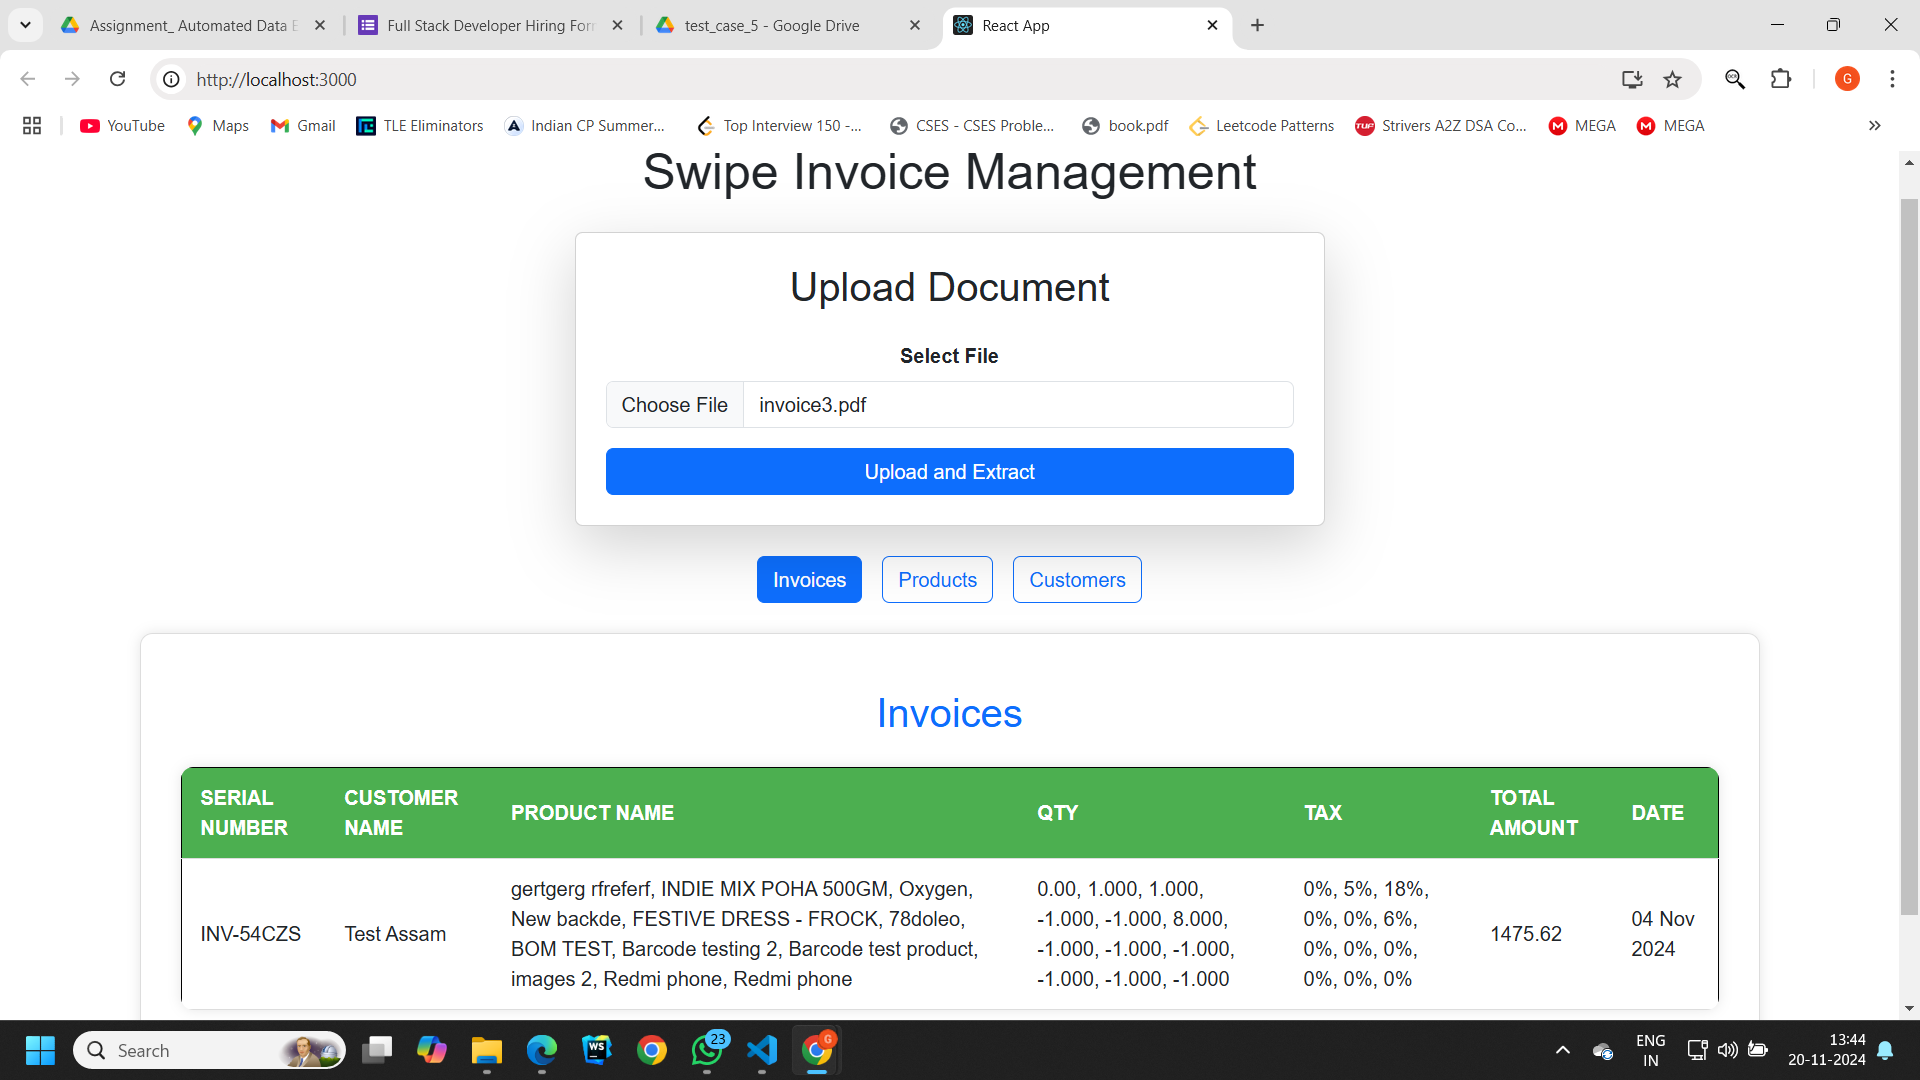 Assignment_ Automated Data E
Full Stack Developer Hiring For
test_case_5 - Google Drive
React App
http://localhost:3000
G
YouTube
Maps
Gmail
TLE Eliminators
Indian CP Summer...
Top Interview 150 -...
CSES - CSES Proble...
book.pdf
Leetcode Patterns
TUF
Strivers A2Z DSA Co...
M
MEGA
M
MEGA
Swipe Invoice Management
Upload Document
Select File
Choose File
invoice3.pdf
Upload and Extract
Invoices
Products
Customers
Invoices
SERIAL NUMBER
CUSTOMER NAME
PRODUCT NAME
QTY
TAX
TOTAL AMOUNT
DATE
INV-54CZS
Test Assam
gertgerg rfreferf, INDIE MIX POHA 500GM, Oxygen,
New backde, FESTIVE DRESS - FROCK, 78doleo,
BOM TEST, Barcode testing 2, Barcode test product,
images 2, Redmi phone, Redmi phone
0.00, 1.000, 1.000,
-1.000, -1.000, 8.000,
-1.000, -1.000, -1.000,
-1.000, -1.000, -1.000
0%, 5%, 18%,
0%, 0%, 6%,
0%, 0%, 0%,
0%, 0%, 0%
1475.62
04 Nov
2024
Search
WS
23
G
ENG
IN
13:44
20-11-2024